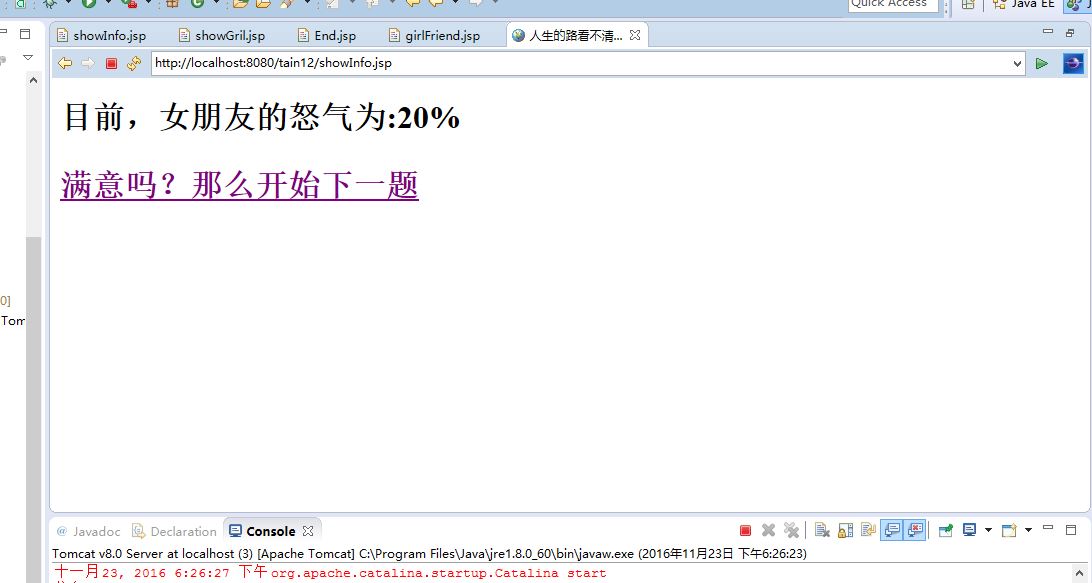 Quick Access
Java EE
showInfo.jsp
showGril.jsp
End.jsp
girlFriend.jsp
人生的路看不清...
http://localhost:8080/tain12/showInfo.jsp
目前，女朋友的怒气为:20%
满意吗？那么开始下一题
0]
Tom
Javadoc
Declaration
Console
Tomcat v8.0 Server at localhost (3) [Apache Tomcat] C:\Program Files\Java\jre1.8.0_60\bin\javaw.exe (2016年11月23日 下午6:26:23)
十一月 23, 2016 6:26:27 下午 org.apache.catalina.startup.Catalina start